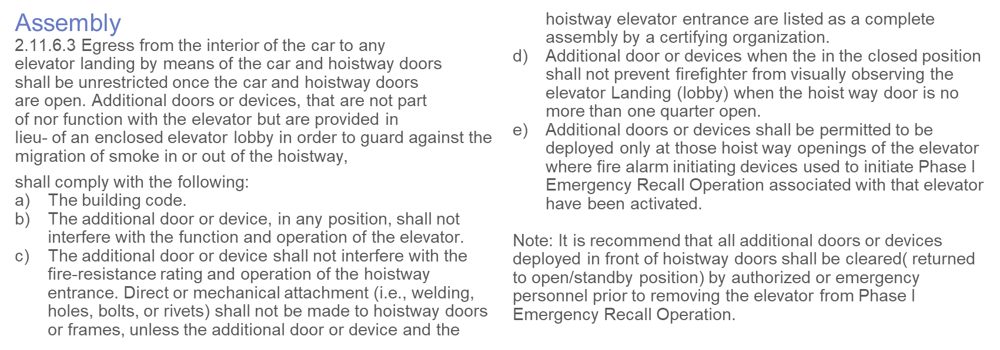 Assembly
2.11.6.3 Egress from the interior of the car to any
elevator landing by means of the car and hoistway doors
shall be unrestricted once the car and hoistway doors
are open. Additional doors or devices, that are not part
of nor function with the elevator but are provided in
lieu- of an enclosed elevator lobby in order to guard against the
migration of smoke in or out of the hoistway,
shall comply with the following:
a) The building code.
b) The additional door or device, in any position, shall not
interfere with the function and operation of the elevator.
c) The additional door or device shall not interfere with the
fire-resistance rating and operation of the hoistway
entrance. Direct or mechanical attachment (i.e., welding,
holes, bolts, or rivets) shall not be made to hoistway doors
or frames, unless the additional door or device and the
hoistway elevator entrance are listed as a complete
assembly by a certifying organization.
d) Additional door or devices when the in the closed position
shall not prevent firefighter from visually observing the
elevator Landing (lobby) when the hoist way door is no
more than one quarter open.
e) Additional doors or devices shall be permitted to be
deployed only at those hoist way openings of the elevator
where fire alarm initiating devices used to initiate Phase I
Emergency Recall Operation associated with that elevator
have been activated.
Note: It is recommend that all additional doors or devices
deployed in front of hoistway doors shall be cleared( returned
to open/standby position) by authorized or emergency
personnel prior to removing the elevator from Phase I
Emergency Recall Operation.